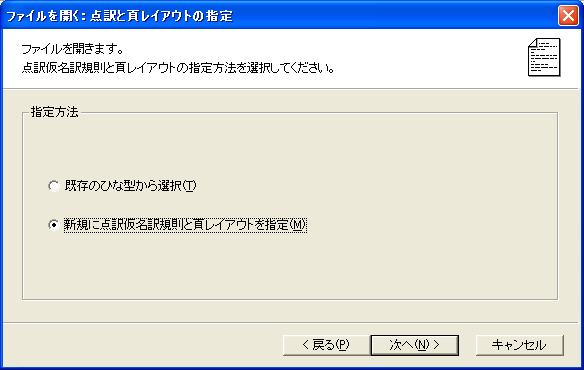 ファイルを開く：点訳と頁レイアウトの指定
ファイルを開きます。
点訳仮名訳規則と頁レイアウトの指定方法を選択してください。
指定方法
既存のひな型から選択(T)
新規に点訳仮名訳規則と頁レイアウトを指定(M)
< 戻る(P) 次へ(N) > キャンセル